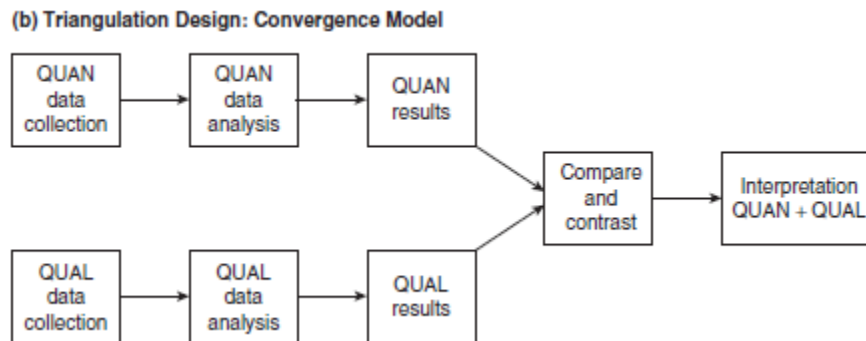 (b) Triangulation Design: Convergence Model
QUAN
data
collection
QUAN
data
analysis
QUAN
results
Compare
and
contrast
Interpretation
QUAN + QUAL
QUAL
data
collection
QUAL
data
analysis
QUAL
results